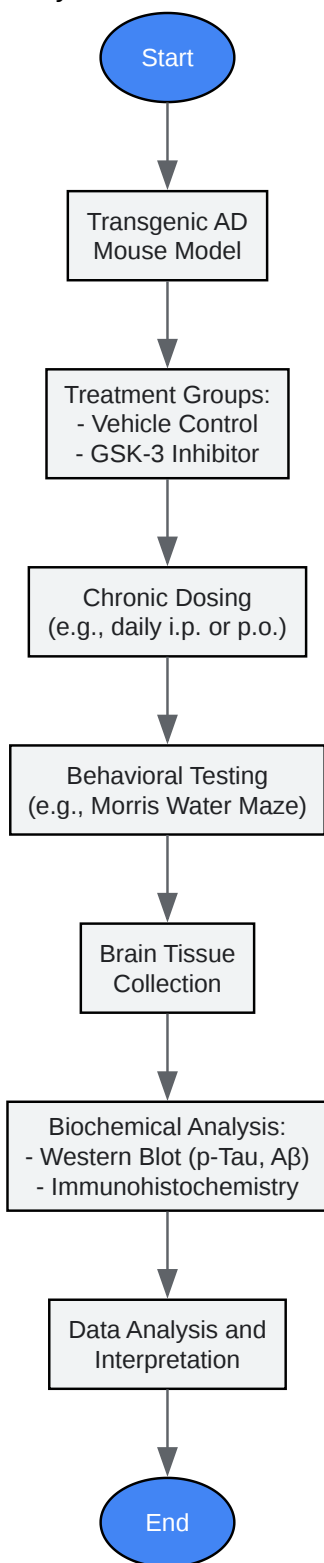 Start
Transgenic AD
Mouse Model
Treatment Groups:
- Vehicle Control
- GSK-3 Inhibitor
Chronic Dosing
(e.g., daily i.p. or p.o.)
Behavioral Testing
(e.g., Morris Water Maze)
Brain Tissue
Collection
Biochemical Analysis:
- Western Blot (p-Tau, Aβ)
- Immunohistochemistry
Data Analysis and
Interpretation
End